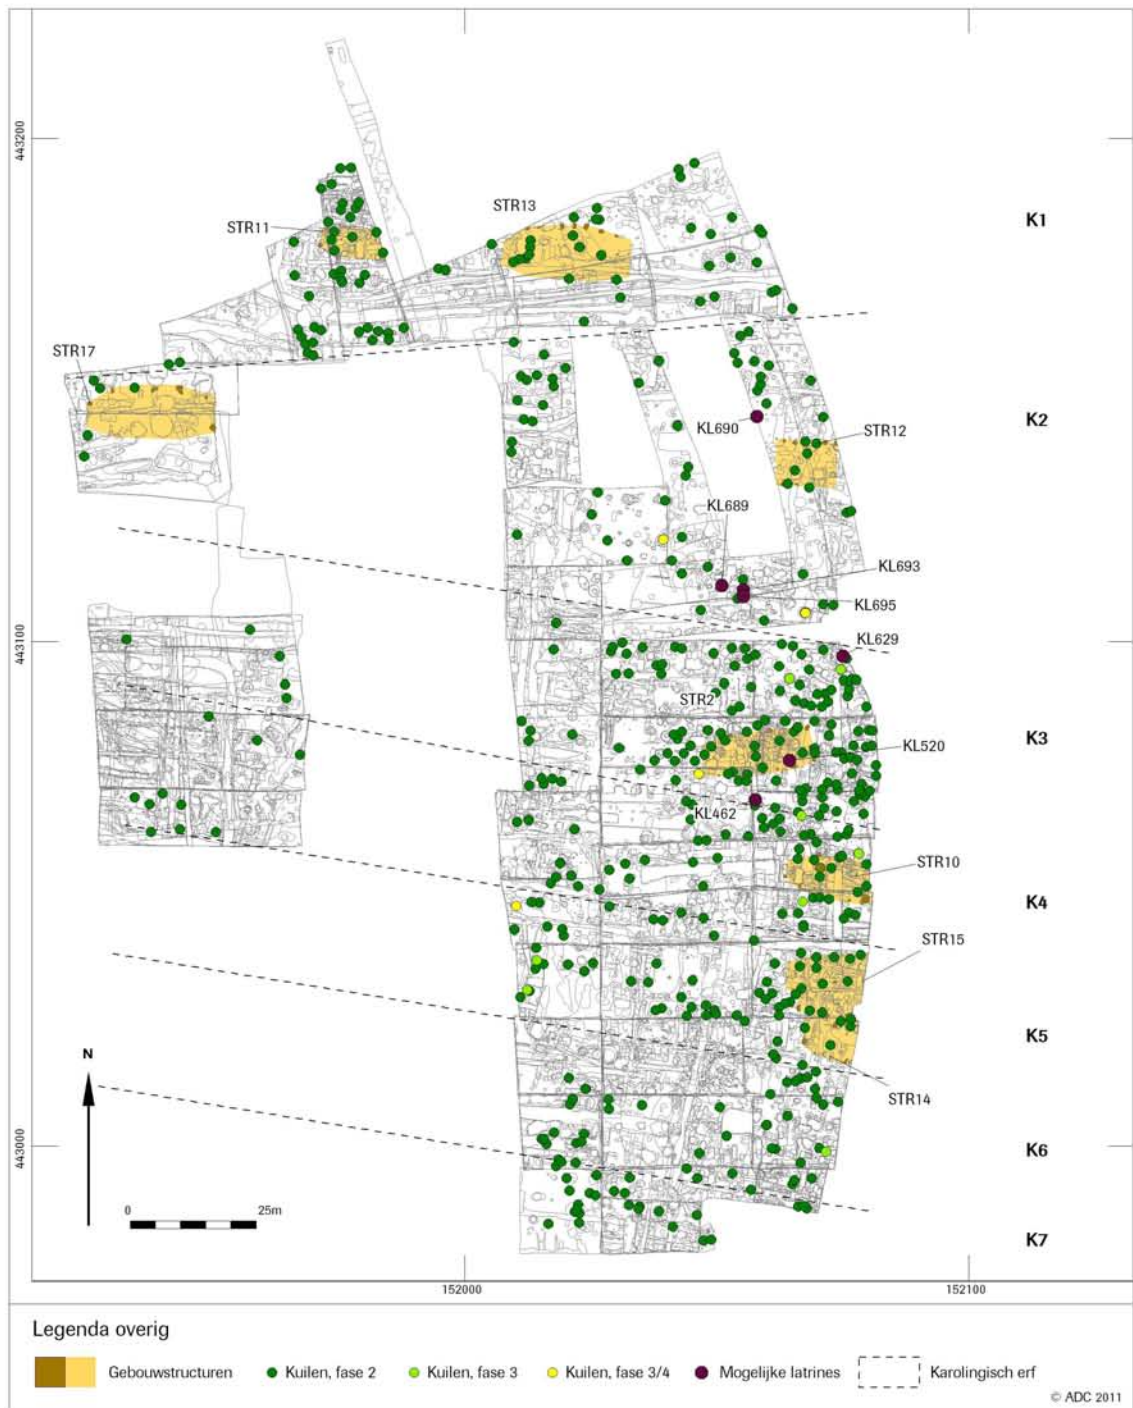 443200
STR13
K1
STR11
STR17
K2
STR12
KL690
KL689
KL693
KL695
443100
KL629
STR2
K3
KL520
KL462
STR10
K4
STR15
K5
N
STR14
443000
K6
0 25m
K7
152000 152100
Legenda overig
Gebouwstructuren Kuilen, fase 2 Kuilen, fase 3 Kuilen, fase 3/4 Mogelijke latrines Karolingisch erf
© ADC 2011